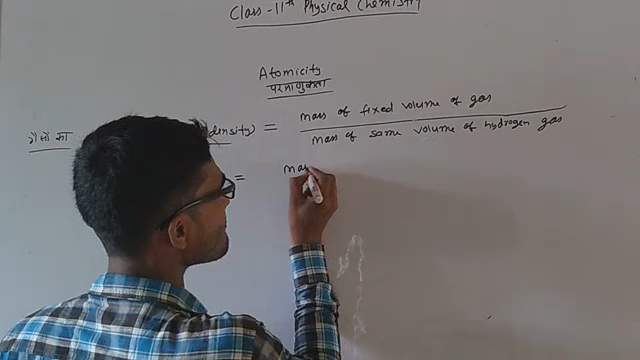 Class -11th Physical Chemistry
Atomicity
परमाणुकता
mass of fixed volume of gas
गैसों का density) =
mass of same volume of hydrogen gas
= mas